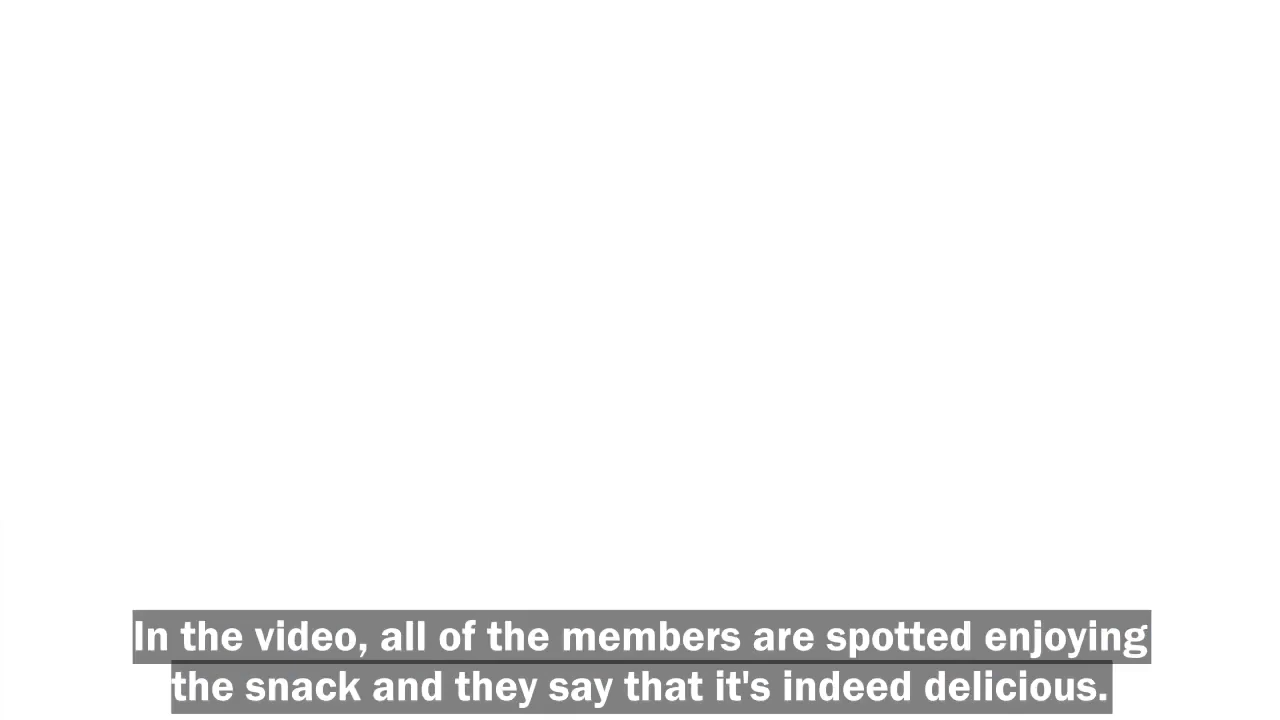 In the video, all of the members are spotted enjoying
the snack and they say that it's indeed delicious.